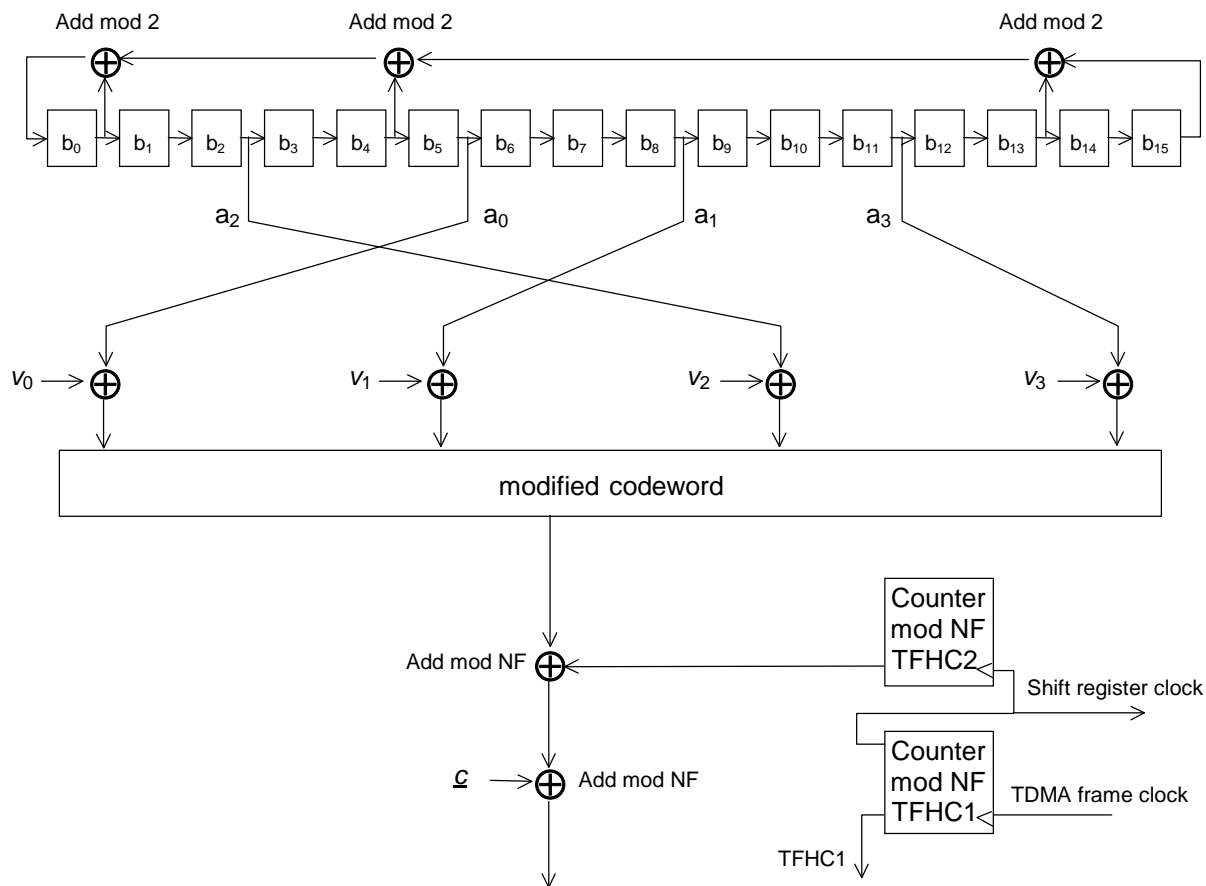 Add mod 2 Add mod 2 Add mod 2
b₀ b₁ b₂ b₃ b₄ b₅ b₆ b₇ b₈ b₉ b₁₀ b₁₁ b₁₂ b₁₃ b₁₄ b₁₅
a₂ a₀ a₁ a₃
v₀ v₁ v₂ v₃
modified codeword
Counter
mod NF
TFHC2
Add mod NF
Shift register clock
Counter
mod NF
TFHC1
c Add mod NF
TDMA frame clock
TFHC1